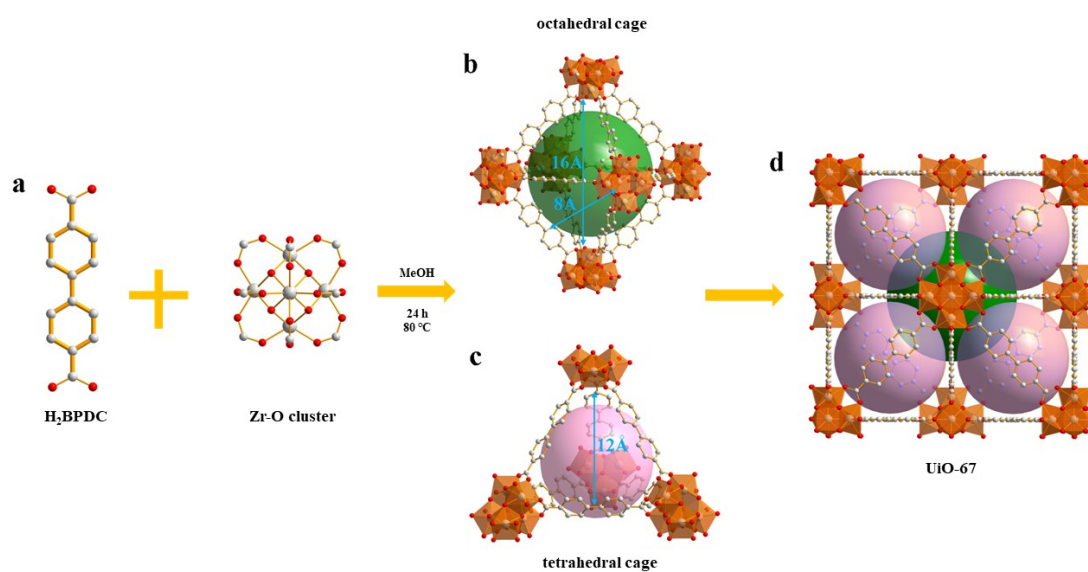 octahedral cage
b
16Å
8Å
a
d
MeOH
24 h
80 °C
H₂BPDC
Zr-O cluster
c
12Å
tetrahedral cage
UiO-67